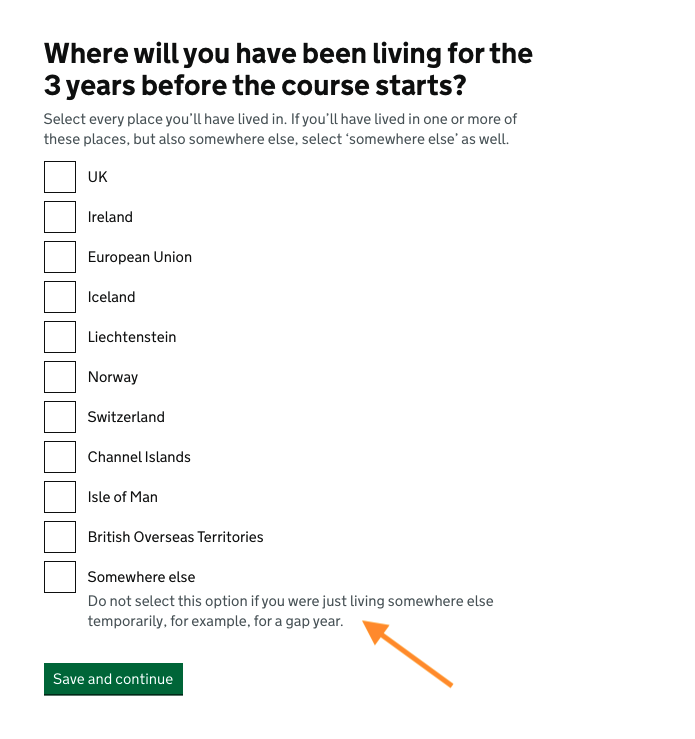 Where will you have been living for the
3 years before the course starts?
Select every place you’ll have lived in. If you’ll have lived in one or more of
these places, but also somewhere else, select ‘somewhere else’ as well.
UK
Ireland
European Union
Iceland
Liechtenstein
Norway
Switzerland
Channel Islands
Isle of Man
British Overseas Territories
Somewhere else
Do not select this option if you were just living somewhere else
temporarily, for example, for a gap year.
Save and continue